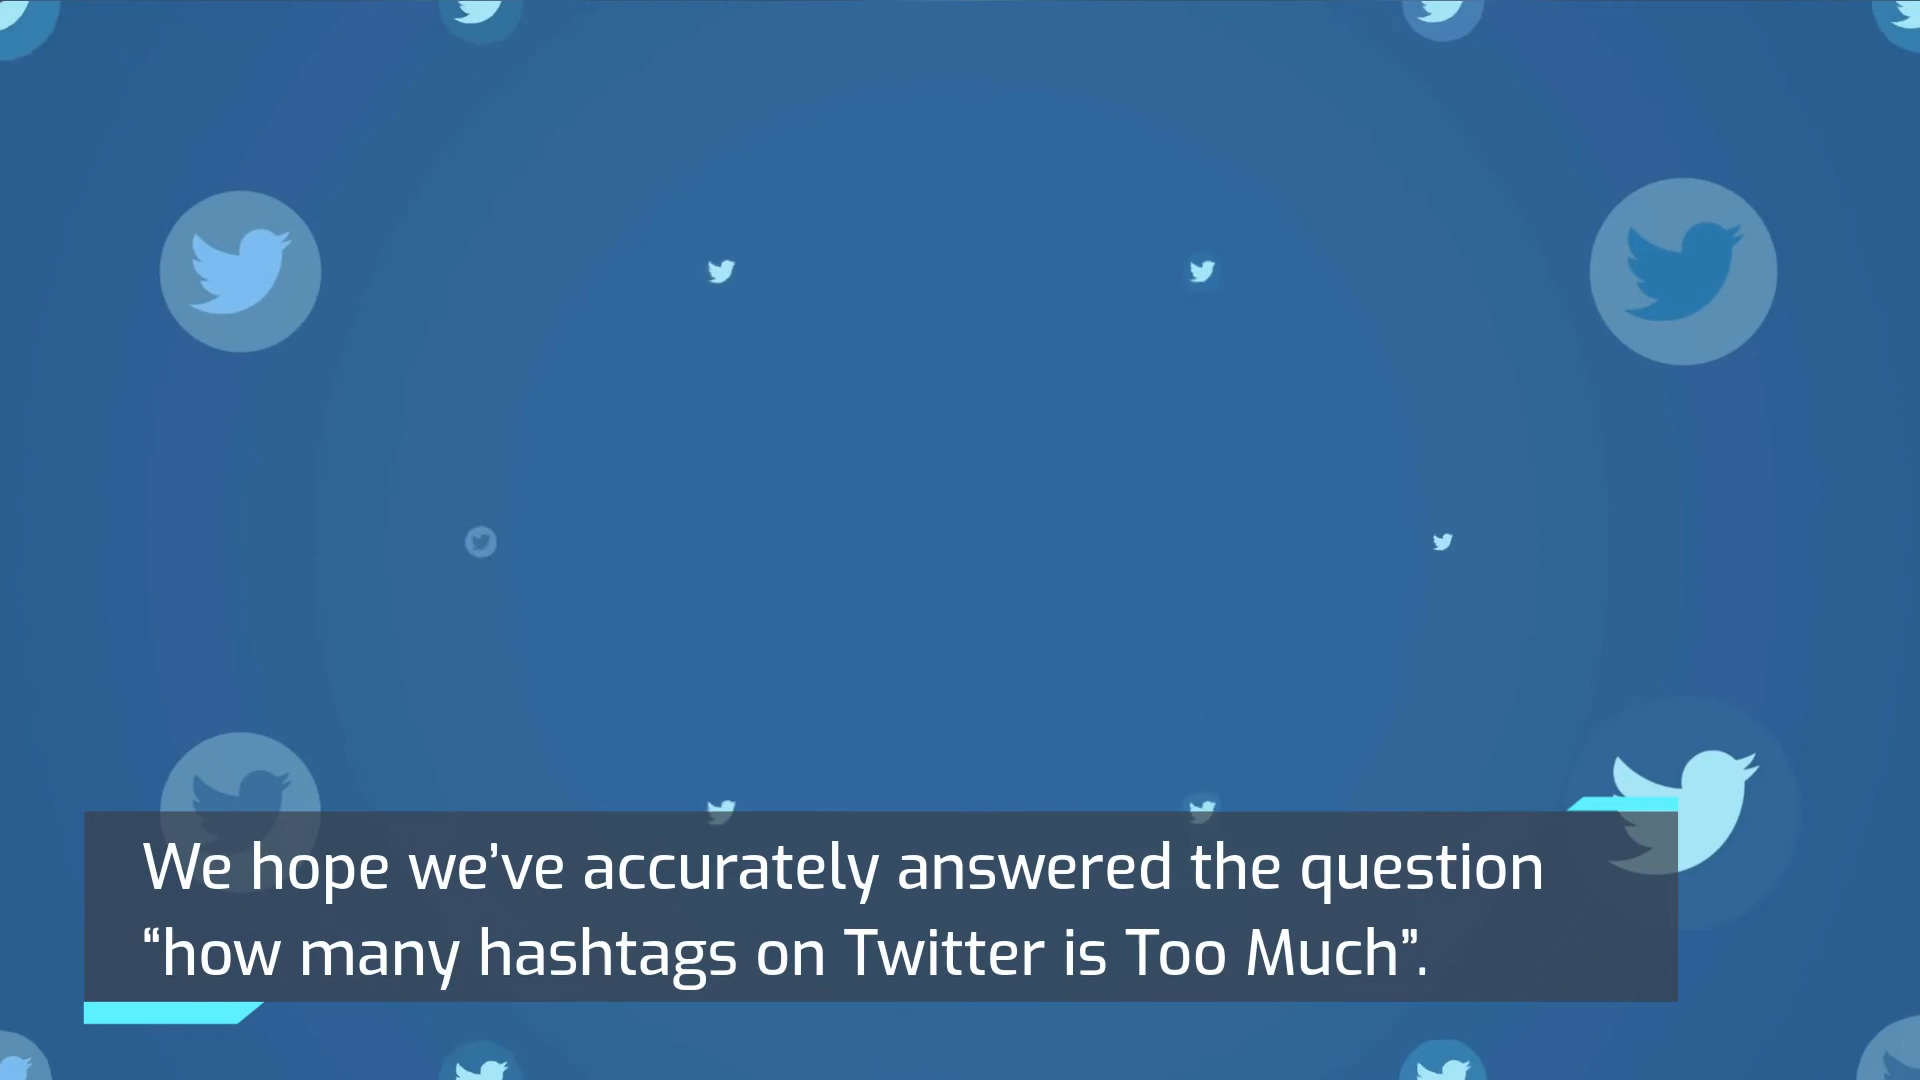 We hope we’ve accurately answered the question
“how many hashtags on Twitter is Too Much”.